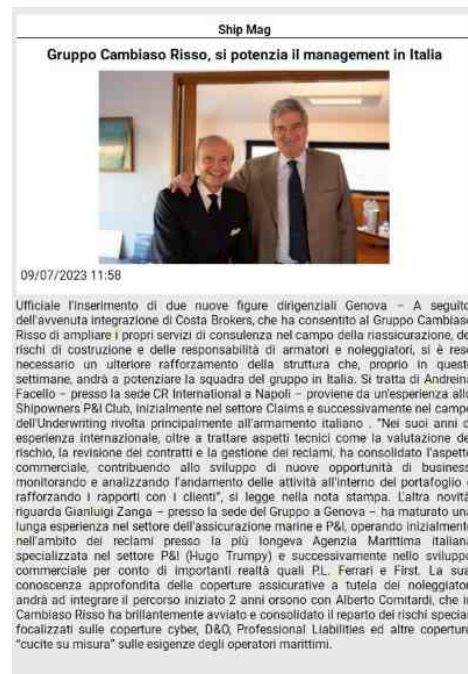 Ship Mag
Gruppo Cambiaso Risso, si potenzia il management in Italia
09/07/2023 11:58
Ufficiale l'inserimento di due nuove figure dirigenziali Genova – A seguito
dell'avvenuta integrazione di Costa Brokers, che ha consentito al Gruppo Cambiaso
Risso di ampliare i propri servizi di consulenza nel campo della riassicurazione, de
rischi di costruzione e delle responsabilità di armatori e noleggiatori, si è reso
necessario un ulteriore rafforzamento della struttura che, proprio in queste
settimane, andrà a potenziare la squadra del gruppo in Italia. Si tratta di Andreina
Facello – presso la sede CR International a Napoli – proviene da un'esperienza allo
Shipowners P&I Club, inizialmente nel settore Claims e successivamente nel campo
dell'Underwriting rivolta principalmente all'armamento italiano . "Nei suoi anni d
esperienza internazionale, oltre a trattare aspetti tecnici come la valutazione de
rischio, la revisione dei contratti e la gestione dei reclami, ha consolidato l'aspetto
commerciale, contribuendo allo sviluppo di nuove opportunità di business
monitorando e analizzando l'andamento delle attività all'interno del portafoglio e
rafforzando i rapporti con i clienti", si legge nella nota stampa. L'altra novità
riguarda Gianluigi Zanga – presso la sede del Gruppo a Genova – ha maturato una
lunga esperienza nel settore dell'assicurazione marine e P&I, operando inizialmente
nell'ambito dei reclami presso la più longeva Agenzia Marittima italiana
specializzata nel settore P&I (Hugo Trumpy) e successivamente nello sviluppo
commerciale per conto di importanti realtà quali P.L. Ferrari e First. La sua
conoscenza approfondita delle coperture assicurative a tutela dei noleggiator
andrà ad integrare il percorso iniziato 2 anni orsono con Alberto Comitardi, che in
Cambiaso Risso ha brillantemente avviato e consolidato il reparto dei rischi special
focalizzati sulle coperture cyber, D&O, Professional Liabilities ed altre coperture
"cucite su misura" sulle esigenze degli operatori marittimi.